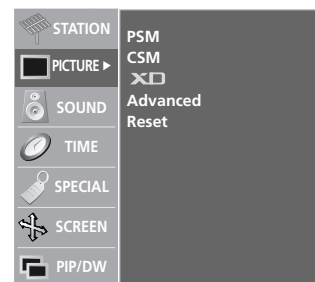 STATION
PICTURE ►
SOUND
TIME
SPECIAL
SCREEN
PIP/DW
PSM
CSM
XD
Advanced
Reset